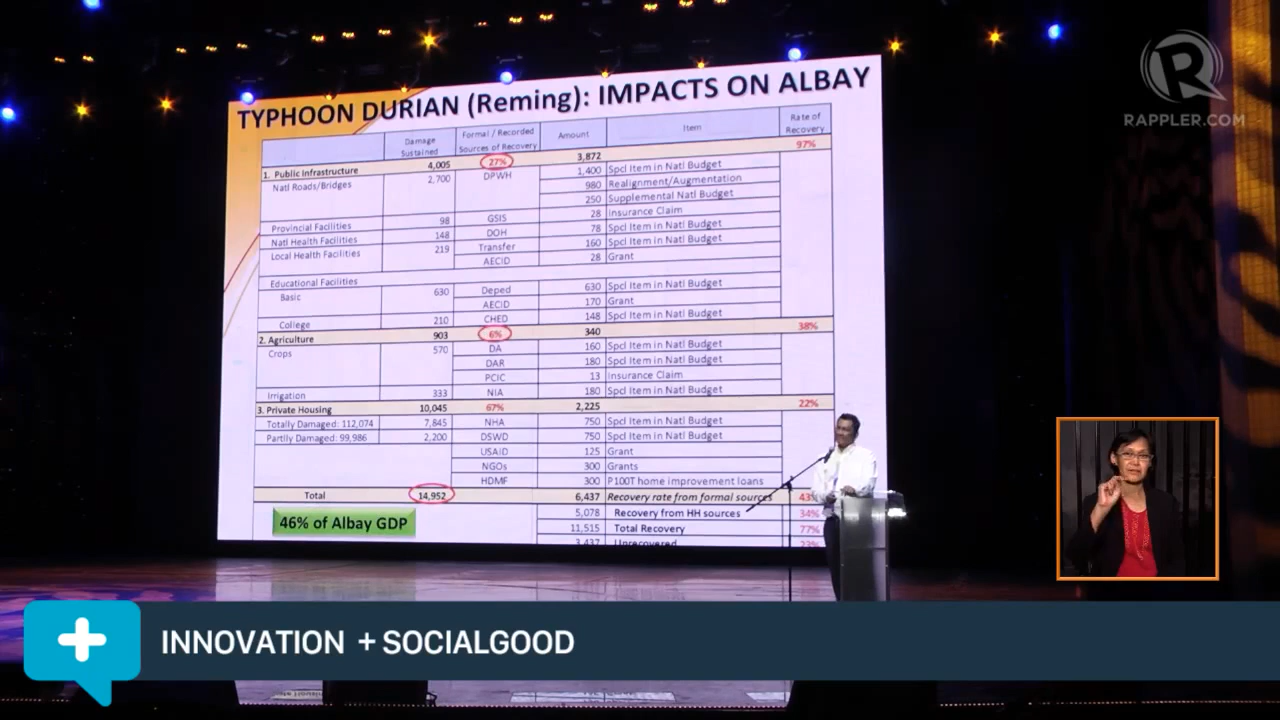 R
RAPPLER.COM
TYPHOON DURIAN (Reming): IMPACTS ON ALBAY
Damage Sustained Formal / Recorded Sources of Recovery Amount Item Rate of Recovery
1. Public Infrastructure 4,005 27% 3,872 97%
Natl Roads/Bridges 2,700 DPWH 1,400 Spcl Item in Natl Budget
980 Realignment/Augmentation
250 Supplemental Natl Budget
Provincial Facilities 98 GSIS 28 Insurance Claim
Natl Health Facilities 148 DOH 78 Spcl Item in Natl Budget
Local Health Facilities 219 Transfer 160 Spcl Item in Natl Budget
AECID 28 Grant
Educational Facilities
Basic 630 Deped 630 Spcl Item in Natl Budget
AECID 170 Grant
College 210 CHED 148 Spcl Item in Natl Budget
2. Agriculture 903 6% 340 38%
Crops 570 DA 160 Spcl Item in Natl Budget
DAR 180 Spcl Item in Natl Budget
PCIC 13 Insurance Claim
Irrigation 333 NIA 180 Spcl Item in Natl Budget
3. Private Housing 10,045 67% 2,225 22%
Totally Damaged: 112,074 7,845 NHA 750 Spcl Item in Natl Budget
Partly Damaged: 99,986 2,200 DSWD 750 Spcl Item in Natl Budget
USAID 125 Grant
NGOs 300 Grants
HDMF 300 P100T home improvement loans
Total 14,952 6,437 Recovery rate from formal sources 43%
5,078 Recovery from HH sources 34%
11,515 Total Recovery 77%
3,437 Unrecovered 23%
46% of Albay GDP
INNOVATION + SOCIALGOOD